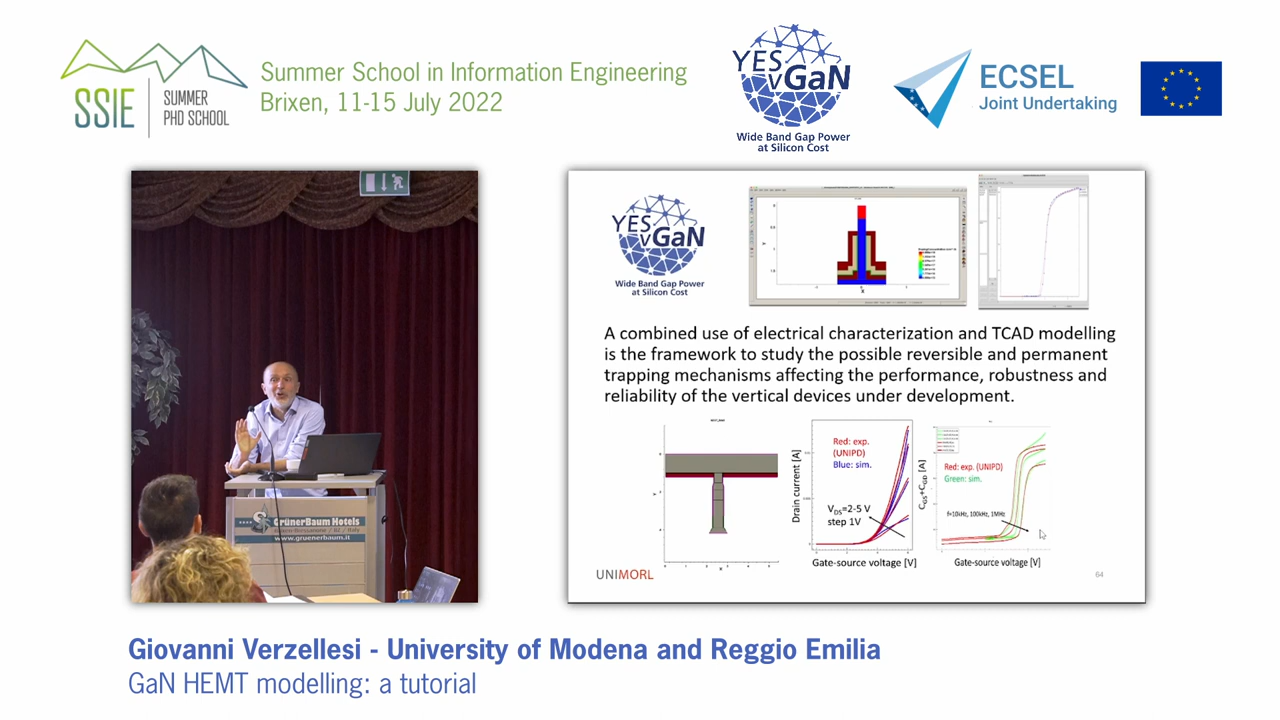 SSIE
SUMMER
PHD SCHOOL
Summer School in Information Engineering
Brixen, 11-15 July 2022
YES
vGaN
Wide Band Gap Power
at Silicon Cost
ECSEL
Joint Undertaking
YES
vGaN
Wide Band Gap Power
at Silicon Cost
A combined use of electrical characterization and TCAD modelling
is the framework to study the possible reversible and permanent
trapping mechanisms affecting the performance, robustness and
reliability of the vertical devices under development.
Drain current [A]
Red: exp.
(UNIPD)
Blue: sim.
VDS=2-5 V
step 1V
Gate-source voltage [V]
CGS+CGD [A]
Red: exp (UNIPD)
Green: sim.
f=10kHz, 100kHz, 1MHz
Gate-source voltage [V]
UNIMORL
64
GrünerBaum Hotels
www.gruenerbaum.it
Giovanni Verzellesi - University of Modena and Reggio Emilia
GaN HEMT modelling: a tutorial